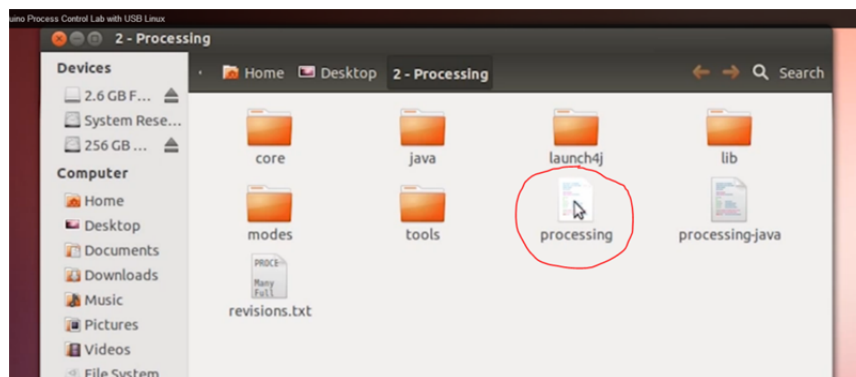 uino Process Control Lab with USB Linux
2 - Processing
Devices
Home Desktop 2 - Processing Search
2.6 GB F...
System Rese...
256 GB ...
Computer
Home
Desktop
Documents
Downloads
Music
Pictures
Videos
File System
core java launch4j lib
modes tools processing processing-java
PROCE
Many
Full
revisions.txt